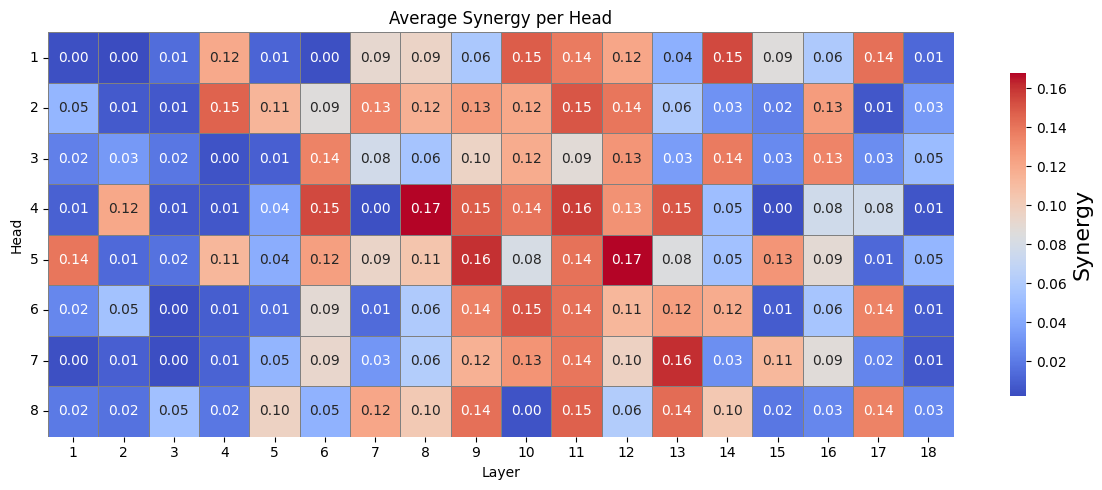 Average Synergy per Head
1 0.00 0.00 0.01 0.12 0.01 0.00 0.09 0.09 0.06 0.15 0.14 0.12 0.04 0.15 0.09 0.06 0.14 0.01
2 0.05 0.01 0.01 0.15 0.11 0.09 0.13 0.12 0.13 0.12 0.15 0.14 0.06 0.03 0.02 0.13 0.01 0.03
3 0.02 0.03 0.02 0.00 0.01 0.14 0.08 0.06 0.10 0.12 0.09 0.13 0.03 0.14 0.03 0.13 0.03 0.05
4 0.01 0.12 0.01 0.01 0.04 0.15 0.00 0.17 0.15 0.14 0.16 0.13 0.15 0.05 0.00 0.08 0.08 0.01
5 0.14 0.01 0.02 0.11 0.04 0.12 0.09 0.11 0.16 0.08 0.14 0.17 0.08 0.05 0.13 0.09 0.01 0.05
6 0.02 0.05 0.00 0.01 0.01 0.09 0.01 0.06 0.14 0.15 0.14 0.11 0.12 0.12 0.01 0.06 0.14 0.01
7 0.00 0.01 0.00 0.01 0.05 0.09 0.03 0.06 0.12 0.13 0.14 0.10 0.16 0.03 0.11 0.09 0.02 0.01
8 0.02 0.02 0.05 0.02 0.10 0.05 0.12 0.10 0.14 0.00 0.15 0.06 0.14 0.10 0.02 0.03 0.14 0.03
1 2 3 4 5 6 7 8 9 10 11 12 13 14 15 16 17 18
Layer
Head
0.16
0.14
0.12
0.10
0.08
0.06
0.04
0.02
Synergy